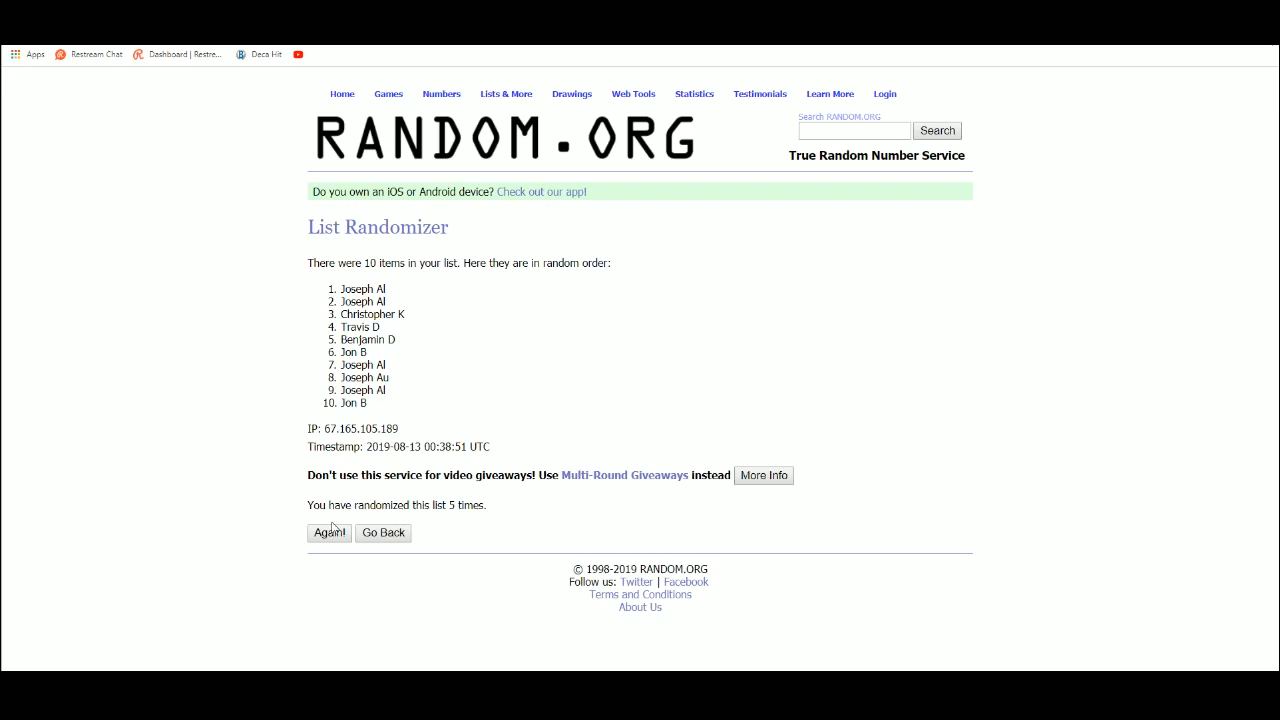 Apps Restream Chat Dashboard | Restre... Deca Hit
Home Games Numbers Lists & More Drawings Web Tools Statistics Testimonials Learn More Login
RANDOM.ORG
Search RANDOM.ORG
Search
True Random Number Service
Do you own an iOS or Android device? Check out our app!
List Randomizer
There were 10 items in your list. Here they are in random order:
1. Joseph Al
2. Joseph Al
3. Christopher K
4. Travis D
5. Benjamin D
6. Jon B
7. Joseph Al
8. Joseph Au
9. Joseph Al
10. Jon B
IP: 67.165.105.189
Timestamp: 2019-08-13 00:38:51 UTC
Don't use this service for video giveaways! Use Multi-Round Giveaways instead More Info
You have randomized this list 5 times.
Again! Go Back
© 1998-2019 RANDOM.ORG
Follow us: Twitter | Facebook
Terms and Conditions
About Us